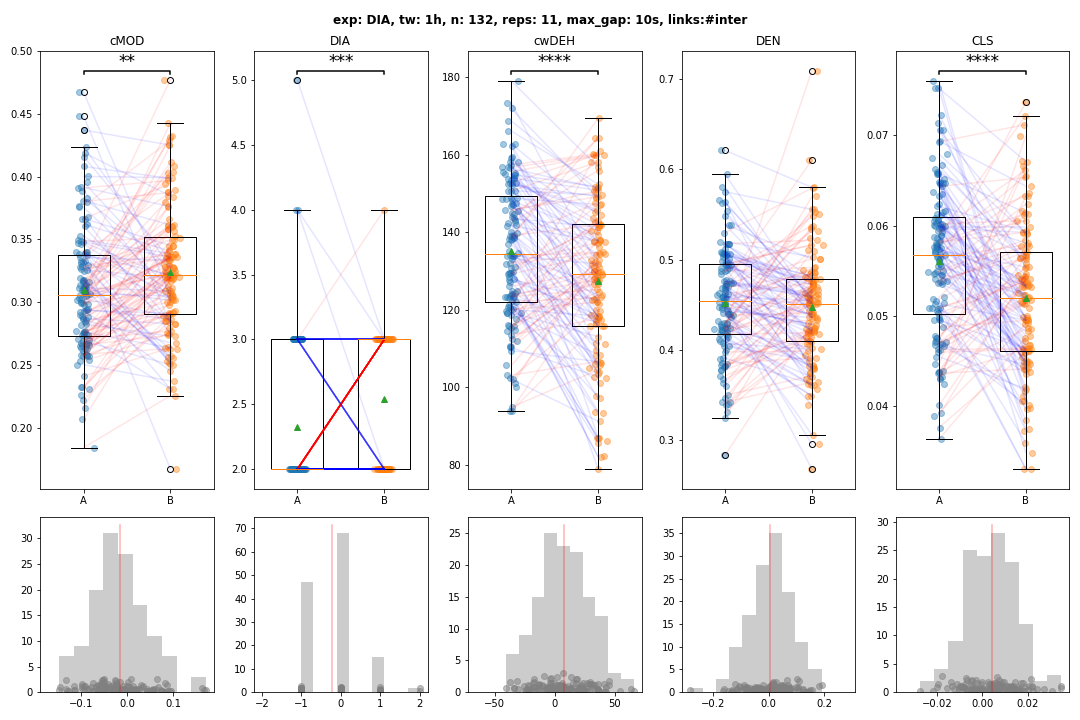 exp: DIA, tw: 1h, n: 132, reps: 11, max_gap: 10s, links:#inter
cMOD DIA cwDEH DEN CLS
** *** **** ****
0.50 0.45 0.40 0.35 0.30 0.25 0.20
A B
5.0 4.5 4.0 3.5 3.0 2.5 2.0
A B
180 160 140 120 100 80
A B
0.7 0.6 0.5 0.4 0.3
A B
0.07 0.06 0.05 0.04
A B
30 25 20 15 10 5 0
−0.1 0.0 0.1
70 60 50 40 30 20 10 0
−2 −1 0 1 2
25 20 15 10 5 0
−50 0 50
35 30 25 20 15 10 5 0
−0.2 0.0 0.2
30 25 20 15 10 5 0
−0.02 0.00 0.02